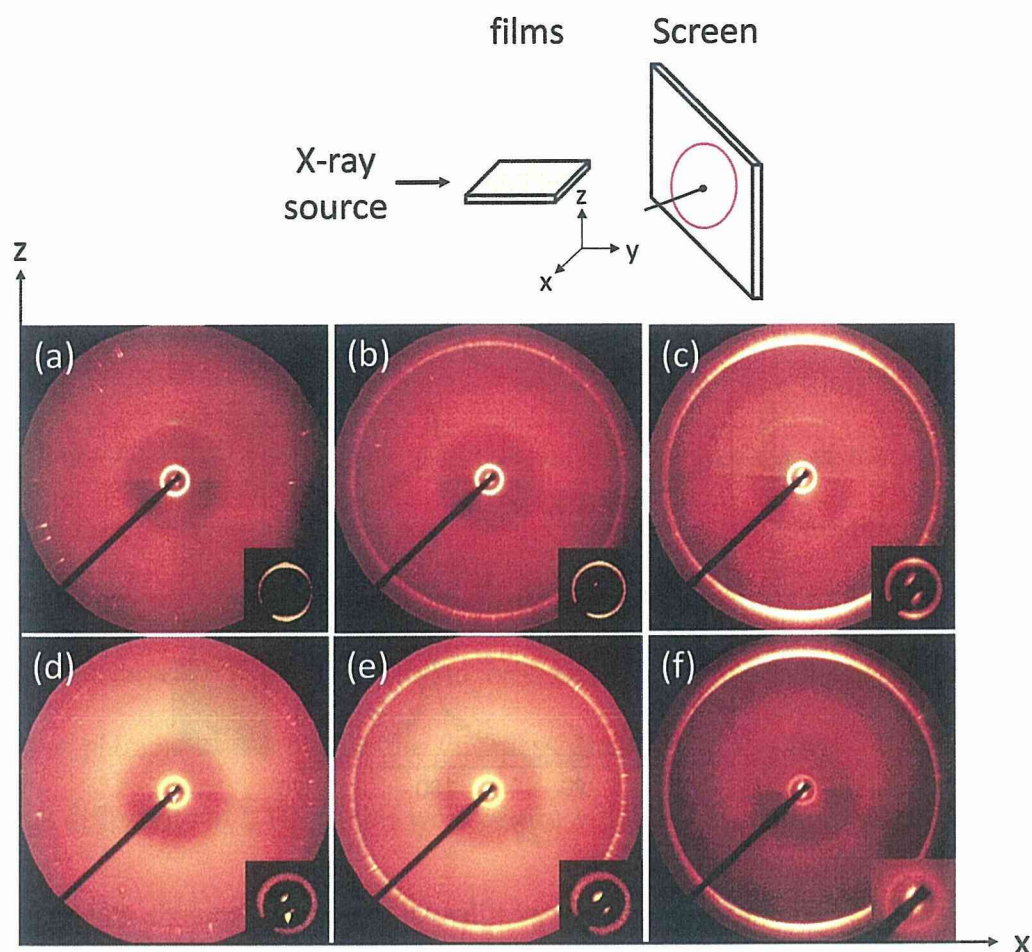 films Screen
X-ray
source
z
y
x
z
(a) (b) (c)
(d) (e) (f)
x